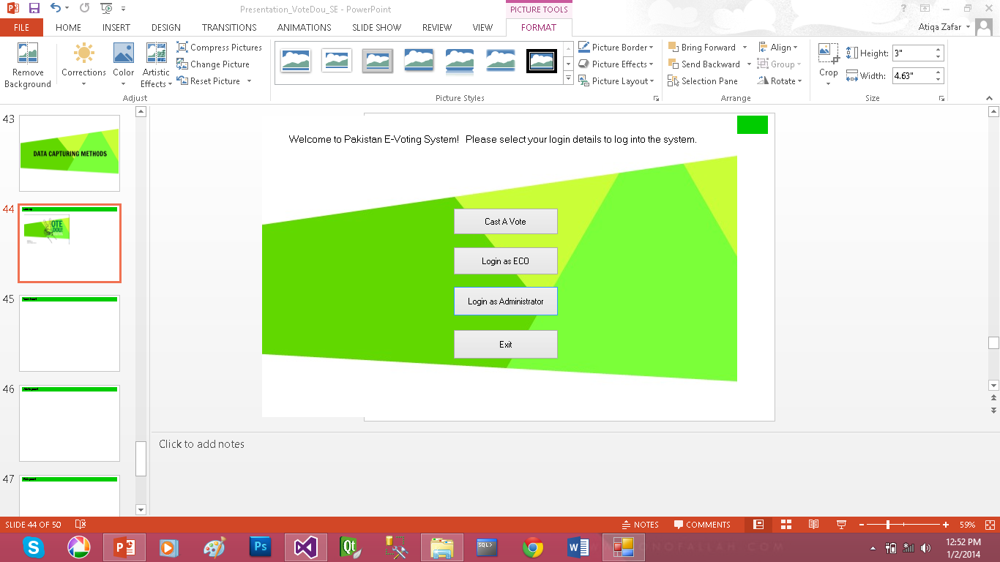 Presentation_VoteDou_SE - PowerPoint
PICTURE TOOLS
FILE HOME INSERT DESIGN TRANSITIONS ANIMATIONS SLIDE SHOW REVIEW VIEW FORMAT
Atiqa Zafar
Remove Background
Corrections
Color
Artistic Effects
Compress Pictures
Change Picture
Reset Picture
Adjust
Picture Styles
Picture Border
Picture Effects
Picture Layout
Bring Forward
Send Backward
Selection Pane
Align
Group
Rotate
Arrange
Crop
Height: 3"
Width: 4.63"
Size
43
DATA CAPTURING METHODS
44
OTE
DOU!
45
46
47
Welcome to Pakistan E-Voting System! Please select your login details to log into the system.
Cast A Vote
Login as ECO
Login as Administrator
Exit
Click to add notes
SLIDE 44 OF 50
NOTES
COMMENTS
59%
Ps
Qt
SQL>
12:52 PM
1/2/2014